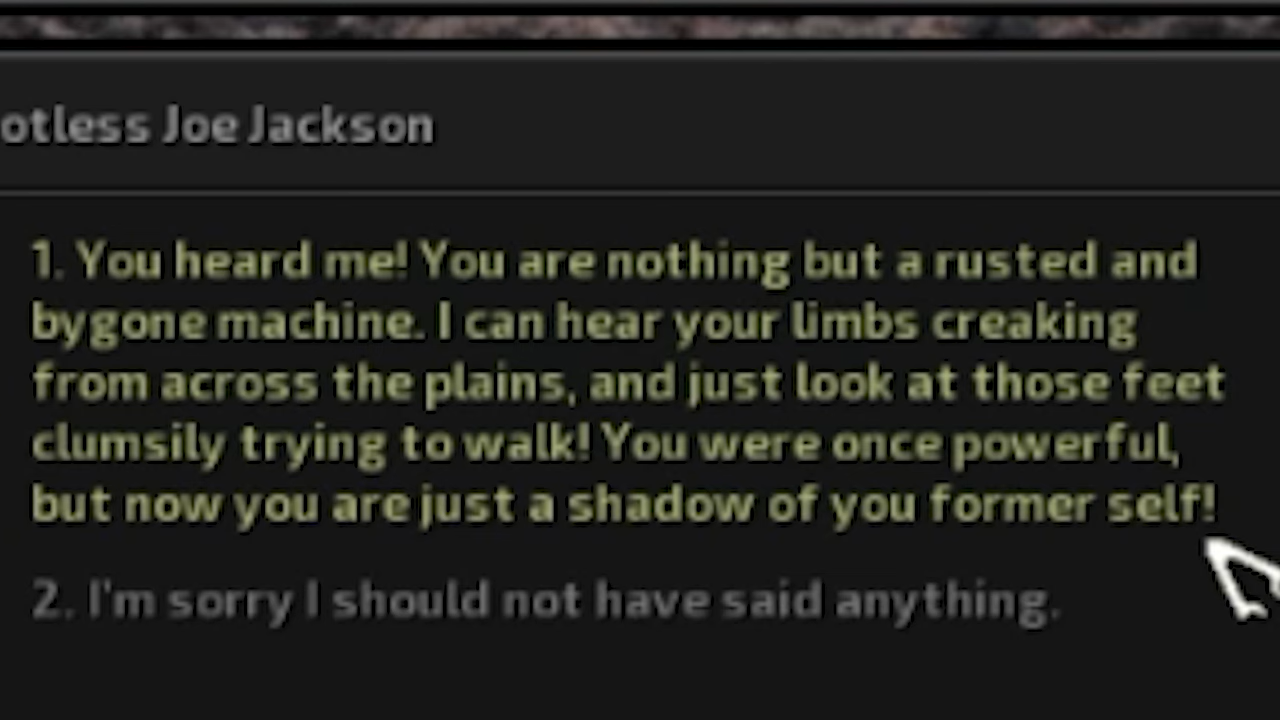 otless Joe Jackson
1. You heard me! You are nothing but a rusted and
bygone machine. I can hear your limbs creaking
from across the plains, and just look at those feet
clumsily trying to walk! You were once powerful,
but now you are just a shadow of you former self!
2. I'm sorry I should not have said anything.